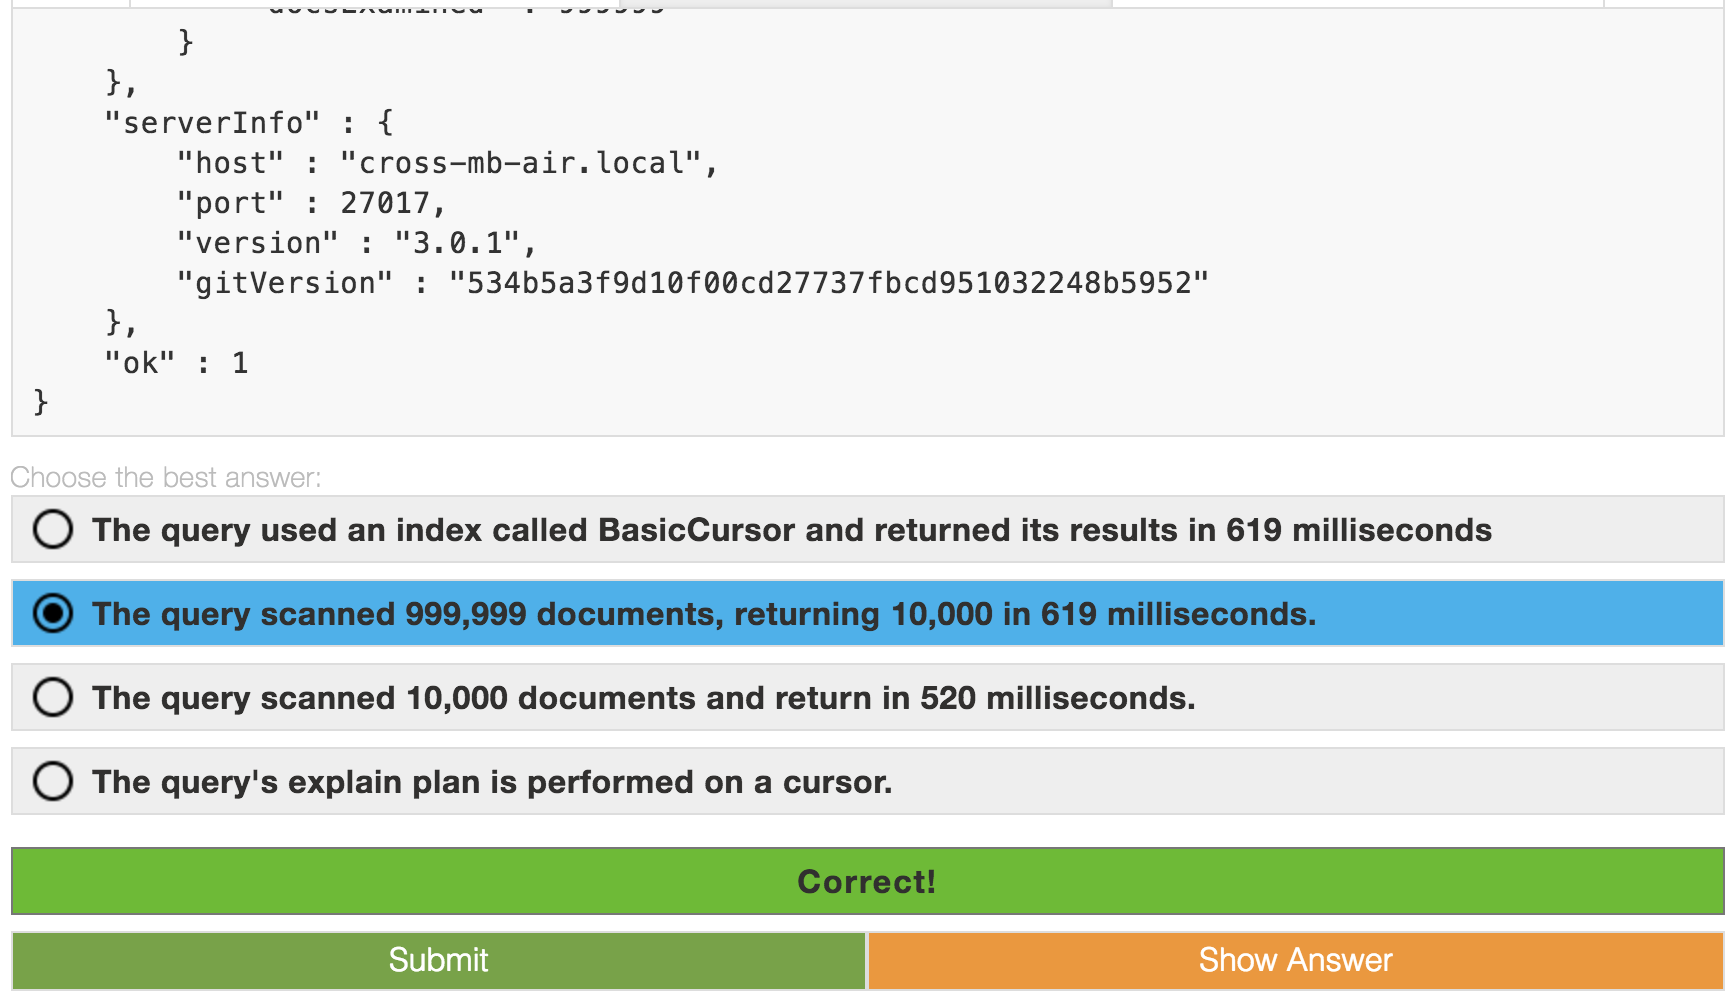 "docsExamined" : 999999
}
},
"serverInfo" : {
"host" : "cross-mb-air.local",
"port" : 27017,
"version" : "3.0.1",
"gitVersion" : "534b5a3f9d10f00cd27737fbcd951032248b5952"
},
"ok" : 1
}
Choose the best answer:
The query used an index called BasicCursor and returned its results in 619 milliseconds
The query scanned 999,999 documents, returning 10,000 in 619 milliseconds.
The query scanned 10,000 documents and return in 520 milliseconds.
The query's explain plan is performed on a cursor.
Correct!
Submit
Show Answer